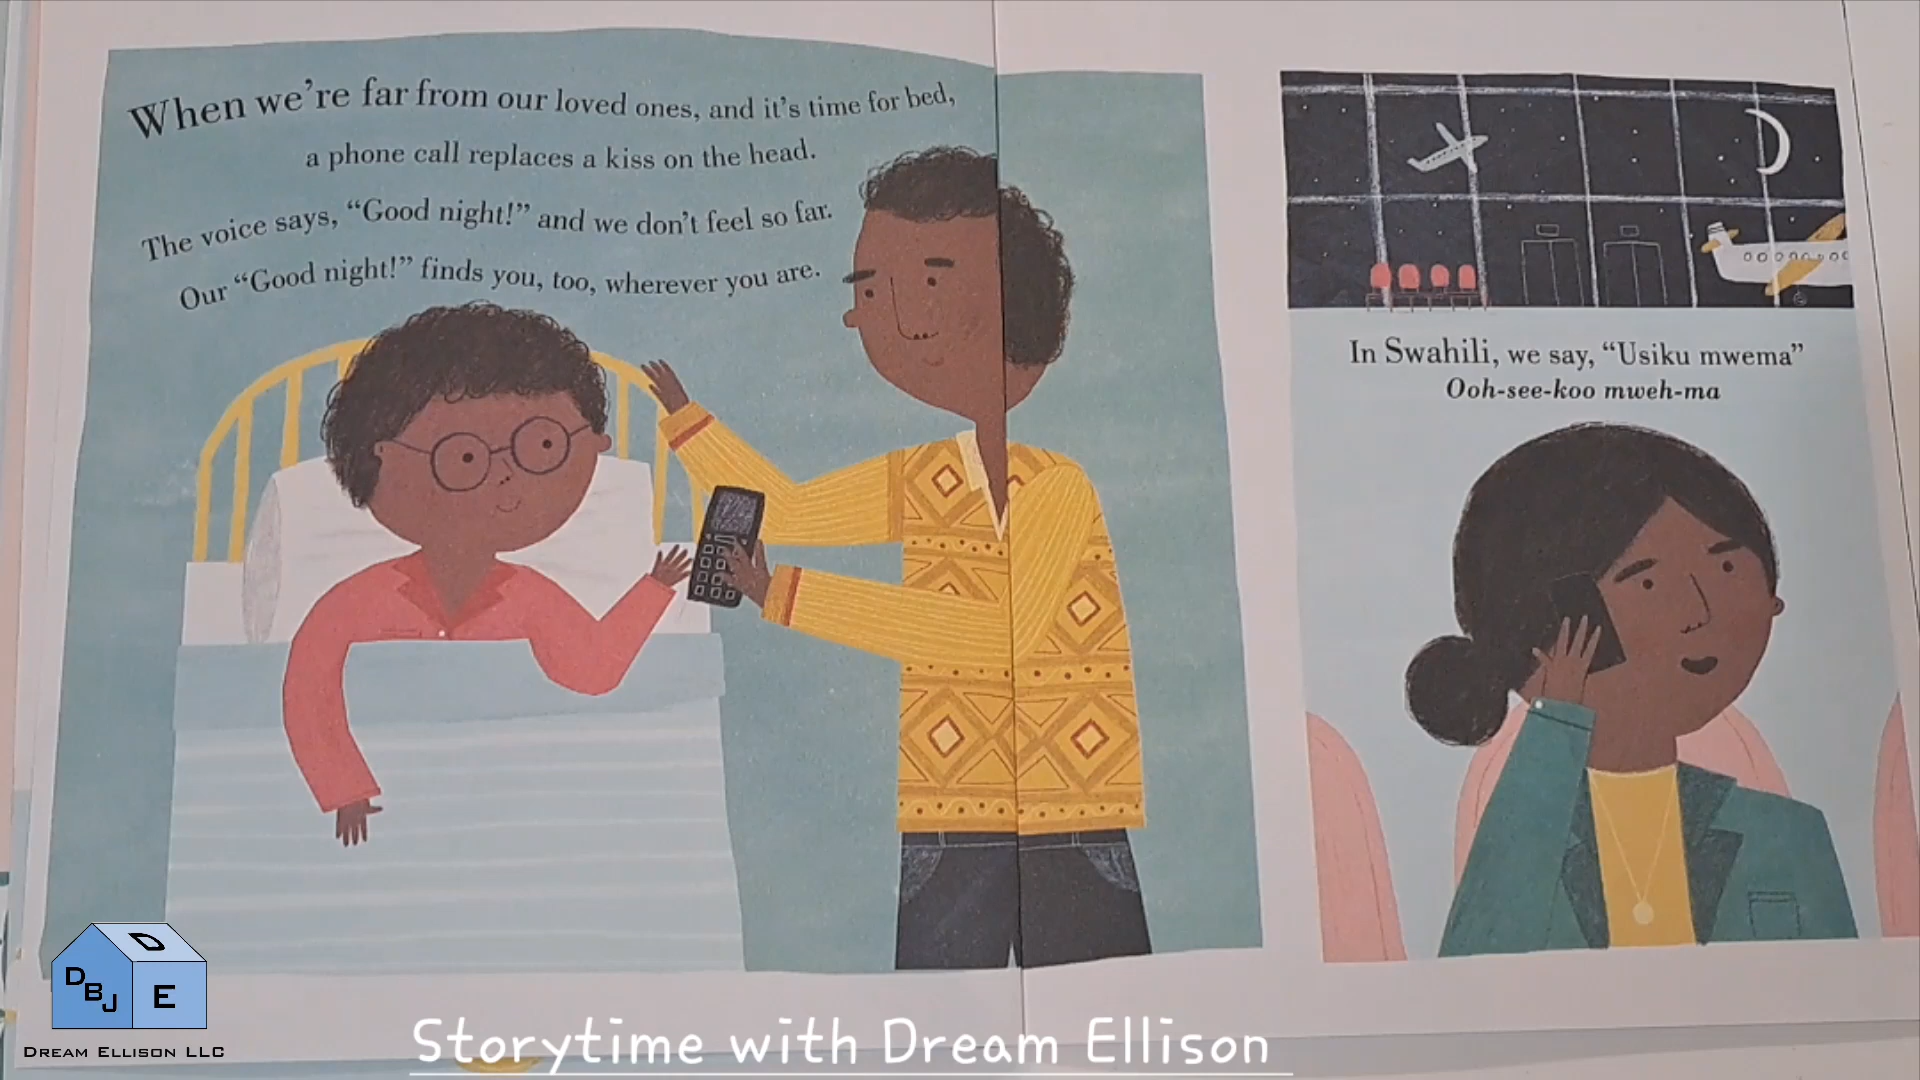 When we're far from our loved ones, and it's time for bed,
a phone call replaces a kiss on the head.
The voice says, “Good night!” and we don't feel so far.
Our “Good night!” finds you, too, wherever you are.
In Swahili, we say, “Usiku mwema”
Ooh-see-koo mweh-ma
D
DBJ
E
DREAM ELLISON LLC
Storytime with Dream Ellison